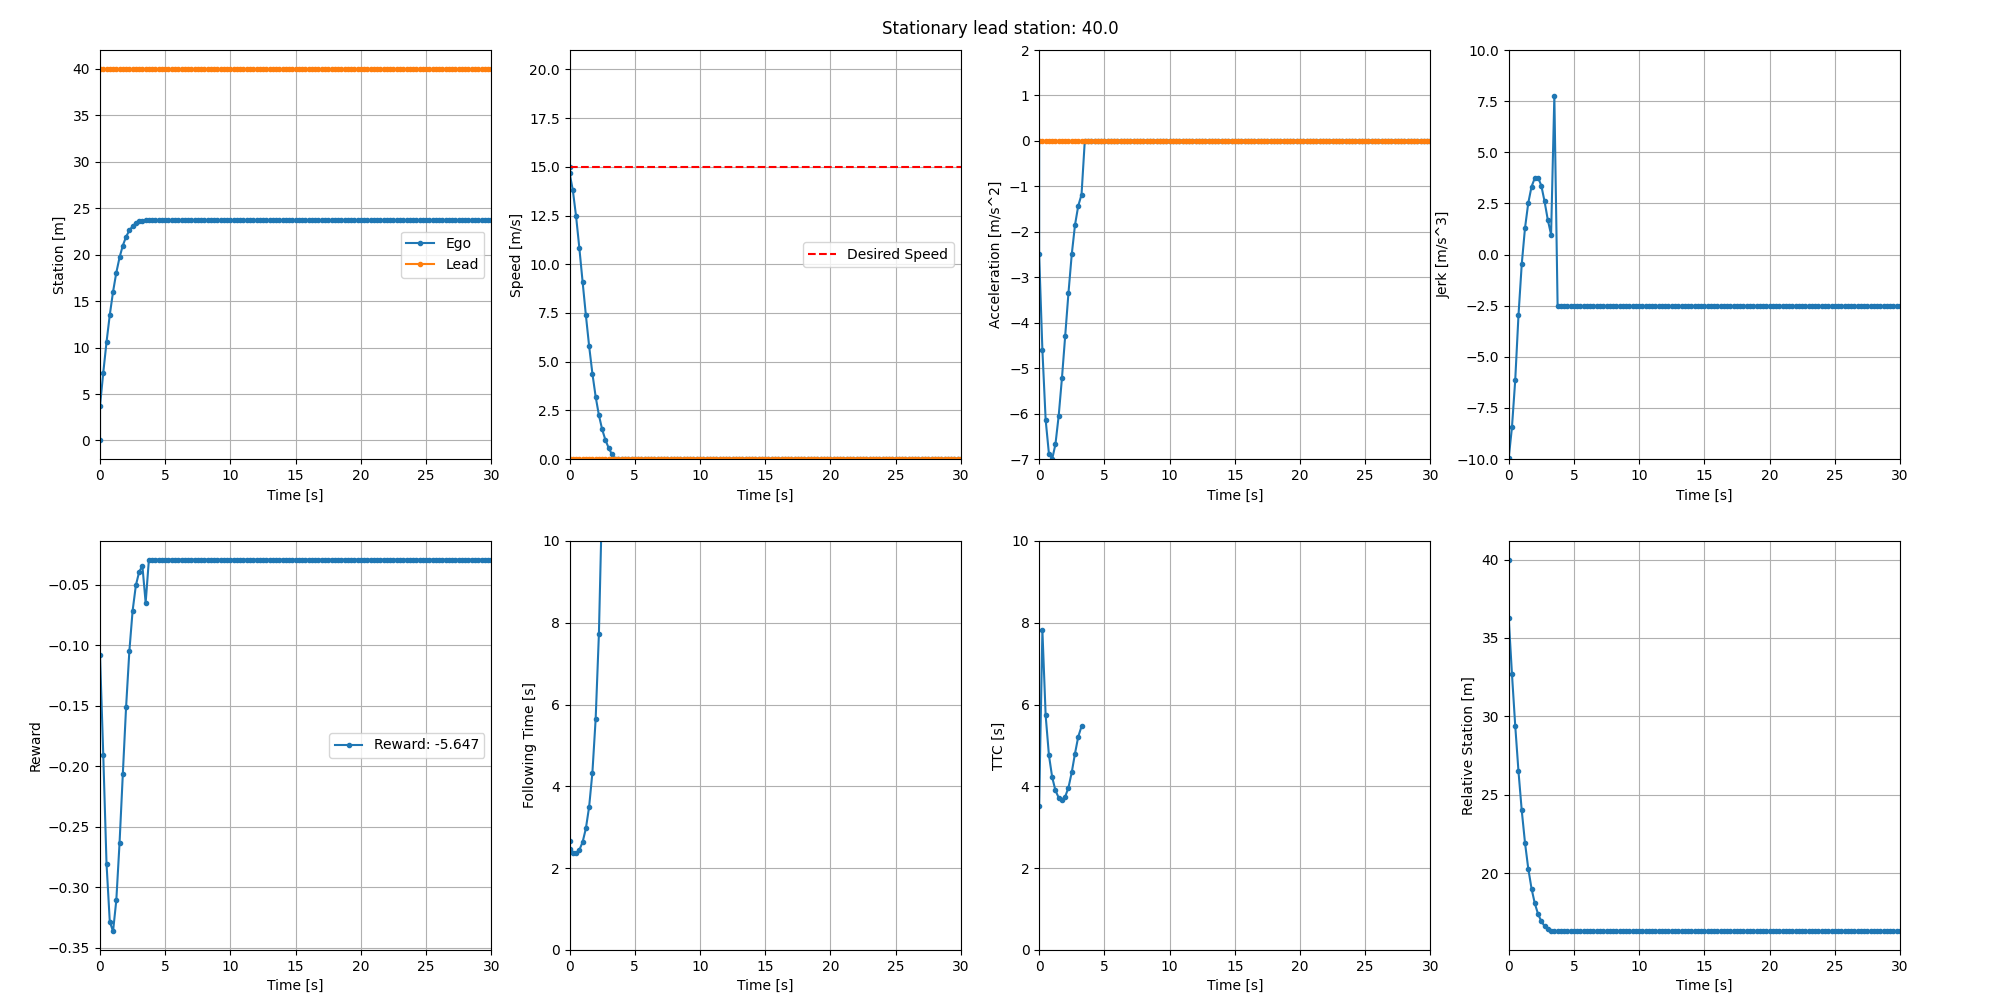 Stationary lead station: 40.0
Station [m]
40
35
30
25
20
15
10
5
0
Ego
Lead
0 5 10 15 20 25 30
Time [s]
Speed [m/s]
20.0
17.5
15.0
12.5
10.0
7.5
5.0
2.5
0.0
Desired Speed
0 5 10 15 20 25 30
Time [s]
Acceleration [m/s^2]
2
1
0
−1
−2
−3
−4
−5
−6
−7
0 5 10 15 20 25 30
Time [s]
Jerk [m/s^3]
10.0
7.5
5.0
2.5
0.0
−2.5
−5.0
−7.5
−10.0
0 5 10 15 20 25 30
Time [s]
Reward
−0.05
−0.10
−0.15
−0.20
−0.25
−0.30
−0.35
Reward: -5.647
0 5 10 15 20 25 30
Time [s]
Following Time [s]
10
8
6
4
2
0
0 5 10 15 20 25 30
Time [s]
TTC [s]
10
8
6
4
2
0
0 5 10 15 20 25 30
Time [s]
Relative Station [m]
40
35
30
25
20
0 5 10 15 20 25 30
Time [s]